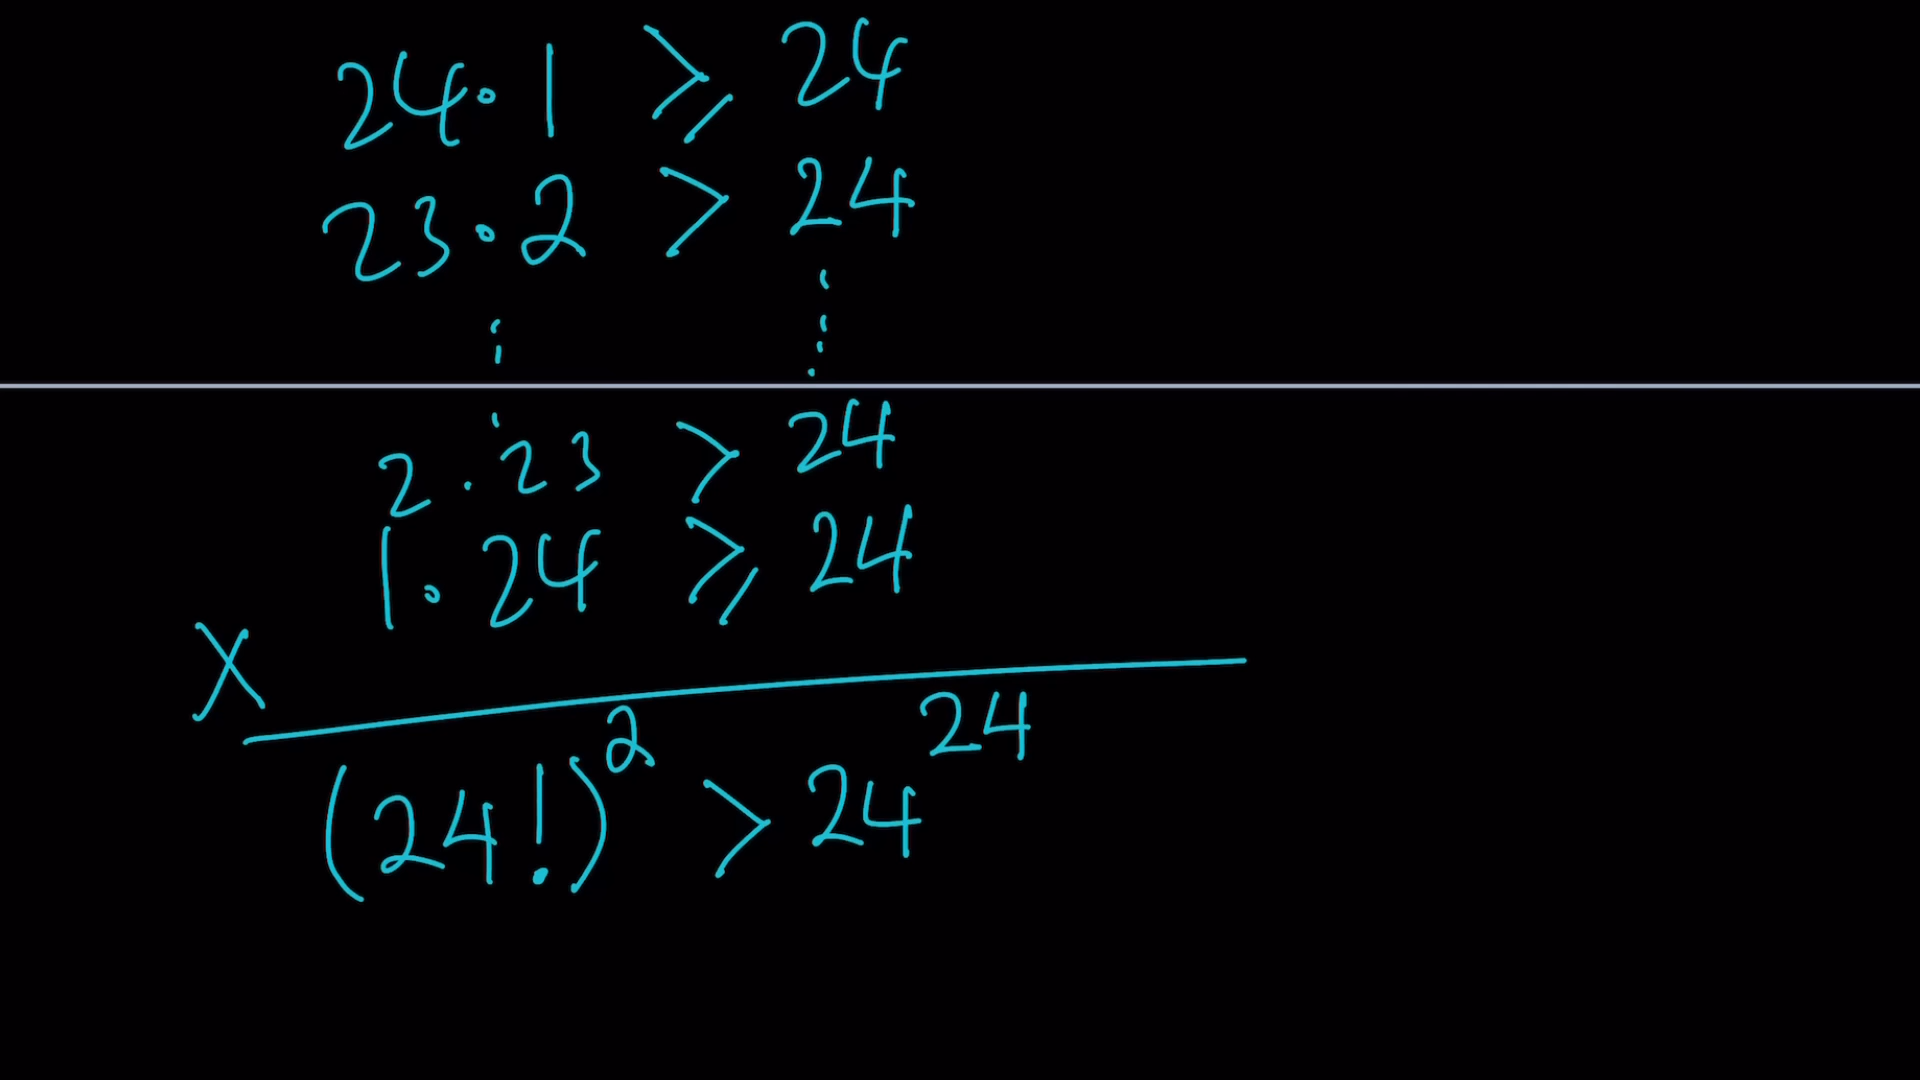 24·1 ≥ 24
23·2 > 24
⋮ ⋮
2·23 > 24
1·24 ≥ 24
X
(24!)² > 24²⁴